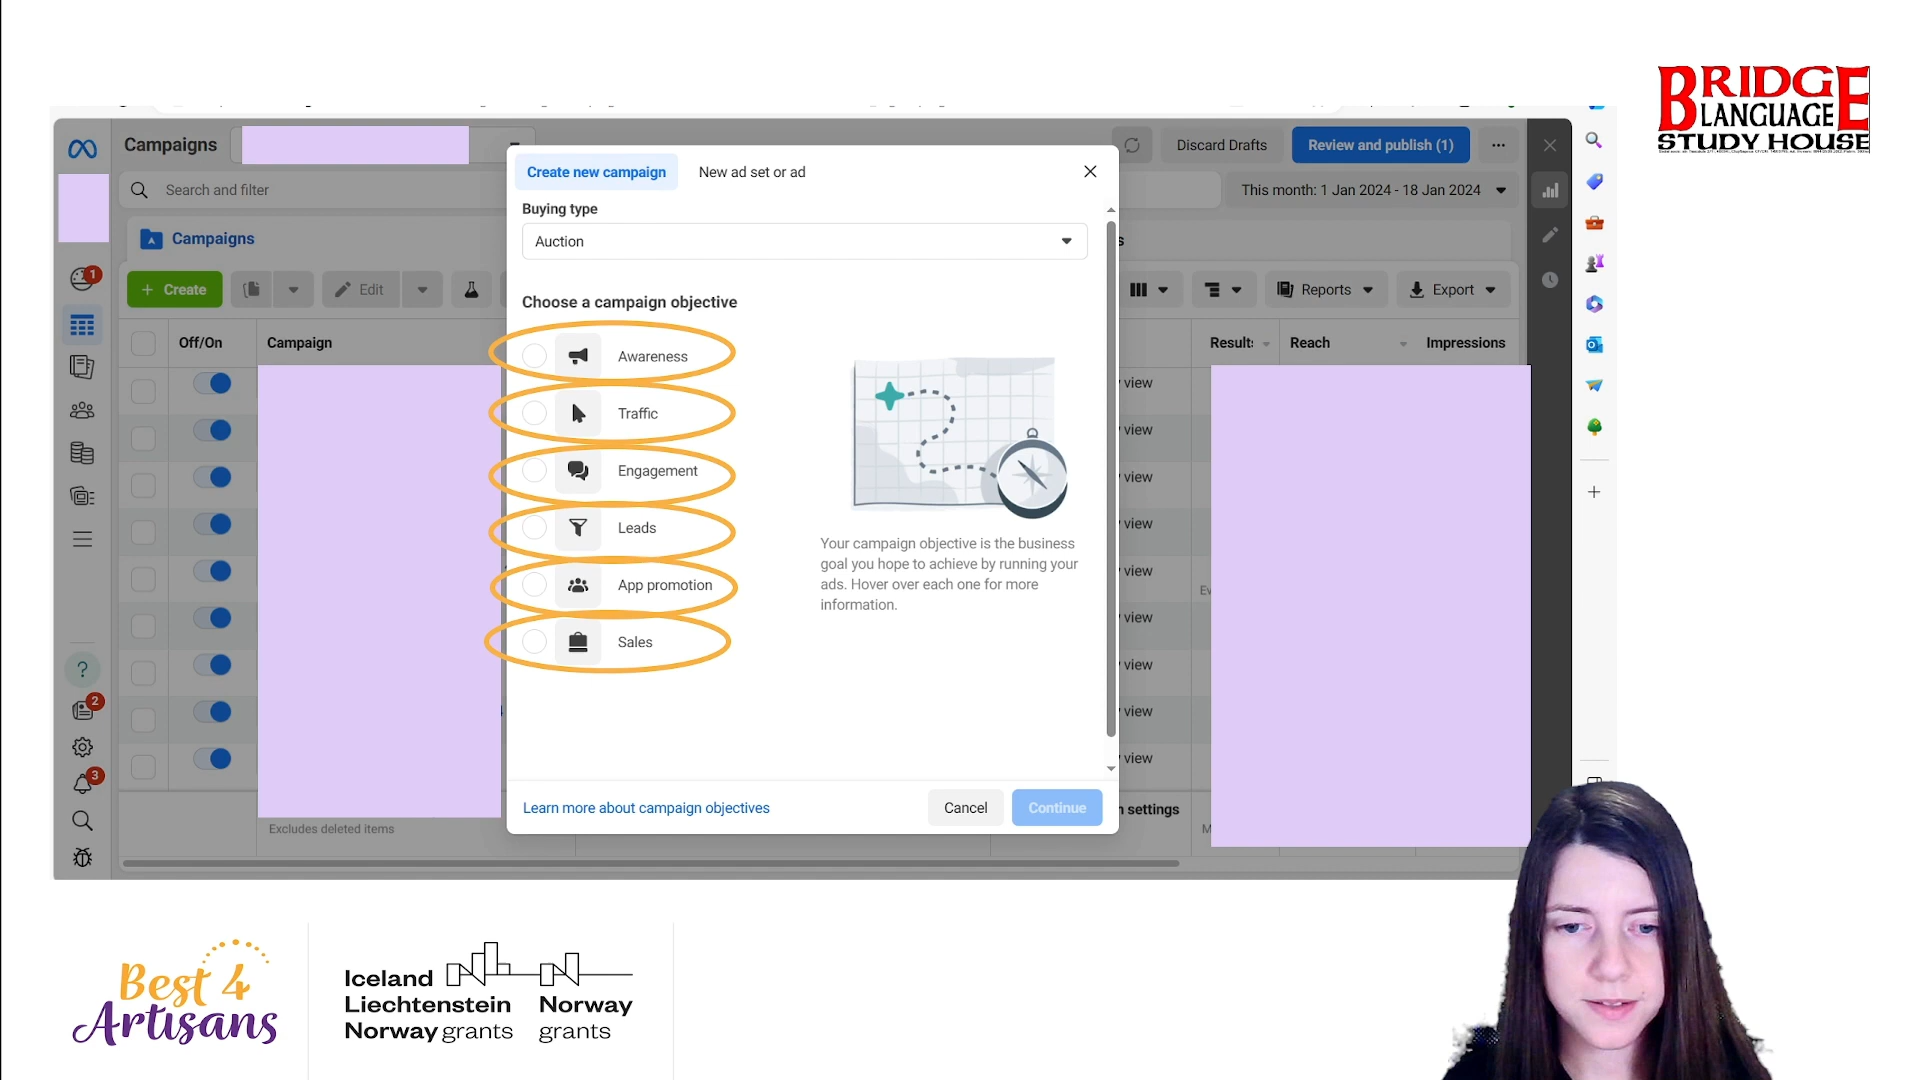 BRIDGE
LANGUAGE
STUDY HOUSE
Campaigns
Discard Drafts
Review and publish (1)
Create new campaign
New ad set or ad
Search and filter
This month: 1 Jan 2024 - 18 Jan 2024
Buying type
Auction
Campaigns
s
1
+ Create
Edit
Reports
Export
Choose a campaign objective
Off/On
Campaign
Results
Reach
Impressions
Awareness
Traffic
Engagement
Leads
App promotion
Sales
view
view
view
view
view
view
view
view
view
Your campaign objective is the business
goal you hope to achieve by running your
ads. Hover over each one for more
information.
Ev
?
2
3
Learn more about campaign objectives
Cancel
Continue
n settings
Excludes deleted items
M
Best 4
Artisans
Iceland
Liechtenstein
Norway grants
Norway
grants